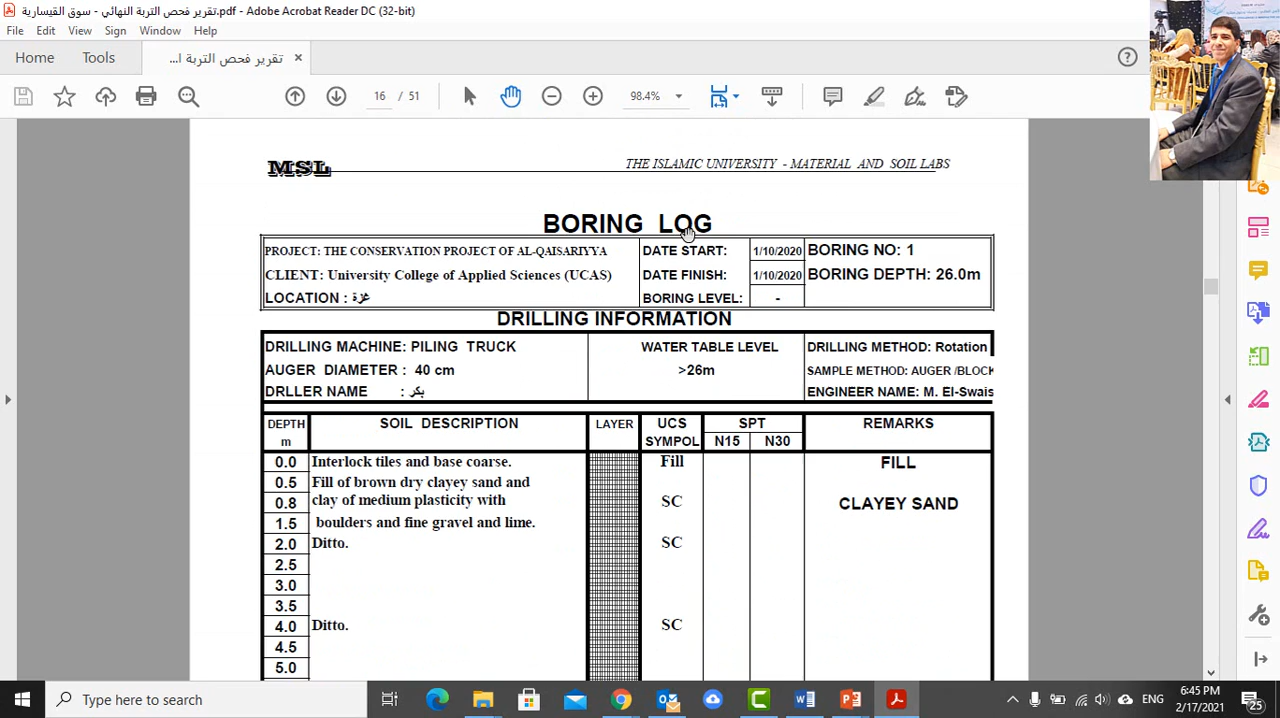 تقرير فحص التربة النهائي - سوق القيسارية.pdf - Adobe Acrobat Reader DC (32-bit)
File Edit View Sign Window Help
Home Tools تقرير فحص التربة ا... ×
16 / 51 98.4%
MSL THE ISLAMIC UNIVERSITY - MATERIAL AND SOIL LABS
BORING LOG
PROJECT: THE CONSERVATION PROJECT OF AL-QAISARIYYA DATE START: 1/10/2020 BORING NO: 1
CLIENT: University College of Applied Sciences (UCAS) DATE FINISH: 1/10/2020 BORING DEPTH: 26.0m
LOCATION : غزة BORING LEVEL: -
DRILLING INFORMATION
DRILLING MACHINE: PILING TRUCK WATER TABLE LEVEL DRILLING METHOD: Rotation
AUGER DIAMETER : 40 cm >26m SAMPLE METHOD: AUGER /BLOCK
DRLLER NAME : بكر ENGINEER NAME: M. El-Swais
DEPTH SOIL DESCRIPTION LAYER UCS SPT REMARKS
m SYMPOL N15 N30
0.0 Interlock tiles and base coarse. Fill FILL
0.5 Fill of brown dry clayey sand and
0.8 clay of medium plasticity with SC CLAYEY SAND
1.5 boulders and fine gravel and lime.
2.0 Ditto. SC
2.5
3.0
3.5
4.0 Ditto. SC
4.5
5.0
Type here to search ENG 6:45 PM
2/17/2021 25